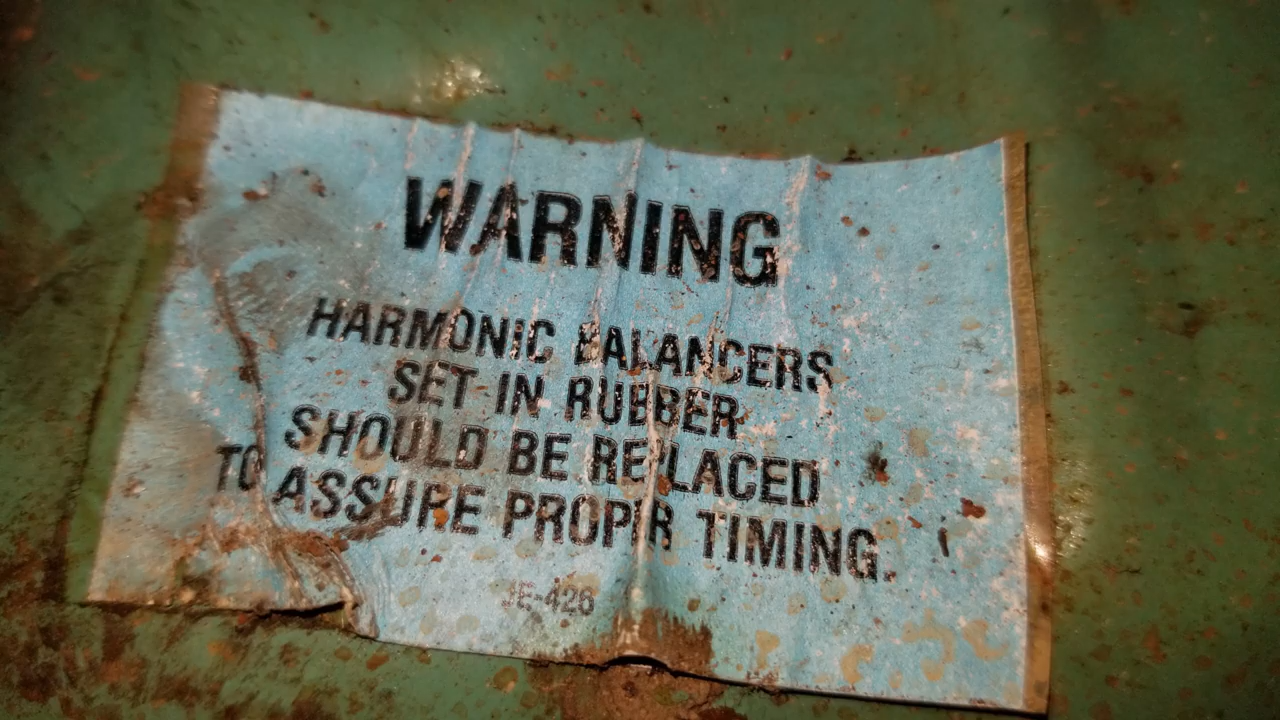 WARNING
HARMONIC BALANCERS
SET IN RUBBER
SHOULD BE REPLACED
TO ASSURE PROPER TIMING.
JE-426